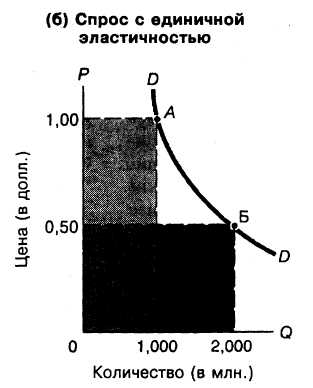 (б) Спрос с единичной
эластичностью
P
D
A
1,00
Цена (в долл.)
0,50
Б
D
Q
0
1,000
2,000
Количество (в млн.)